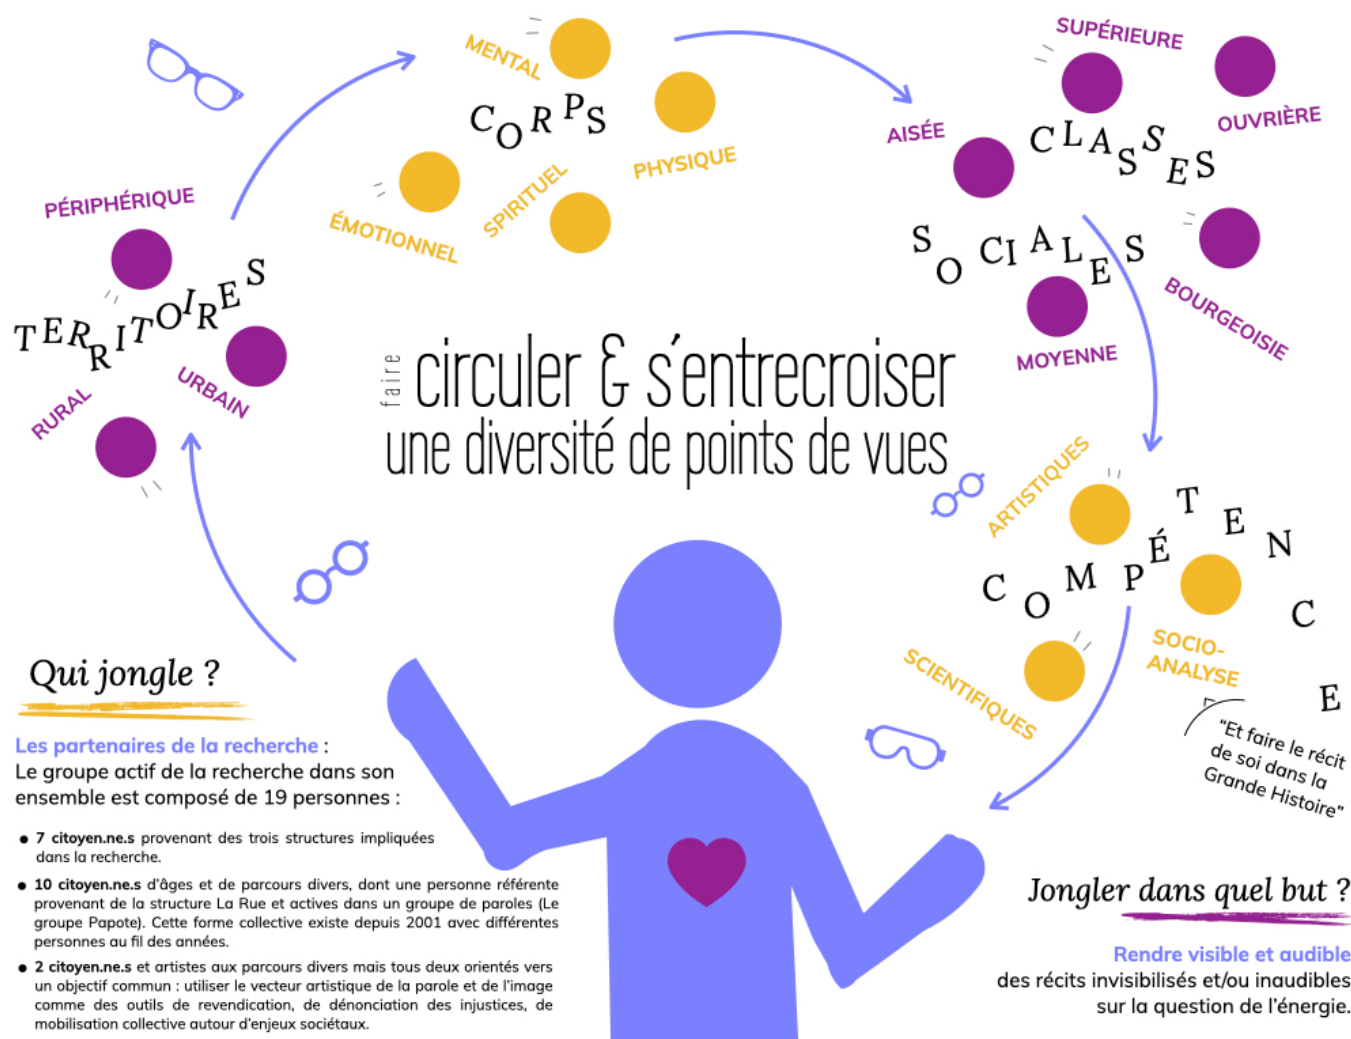 MENTAL
CORPS
PHYSIQUE
SPIRITUEL
ÉMOTIONNEL
SUPÉRIEURE
OUVRIÈRE
AISÉE
CLASSES
SOCIALES
BOURGEOISIE
MOYENNE
PÉRIPHÉRIQUE
TERRITOIRES
URBAIN
RURAL
faire circuler & s'entrecroiser
une diversité de points de vues
ARTISTIQUES
COMPÉTENCE
SCIENTIFIQUES
SOCIO-
ANALYSE
"Et faire le récit
de soi dans la
Grande Histoire"
Qui jongle ?
Les partenaires de la recherche :
Le groupe actif de la recherche dans son
ensemble est composé de 19 personnes :
● 7 citoyen.ne.s provenant des trois structures impliquées
dans la recherche.
● 10 citoyen.ne.s d'âges et de parcours divers, dont une personne référente
provenant de la structure La Rue et actives dans un groupe de paroles (Le
groupe Papote). Cette forme collective existe depuis 2001 avec différentes
personnes au fil des années.
● 2 citoyen.ne.s et artistes aux parcours divers mais tous deux orientés vers
un objectif commun : utiliser le vecteur artistique de la parole et de l'image
comme des outils de revendication, de dénonciation des injustices, de
mobilisation collective autour d'enjeux sociétaux.
Jongler dans quel but ?
Rendre visible et audible
des récits invisibilisés et/ou inaudibles
sur la question de l'énergie.